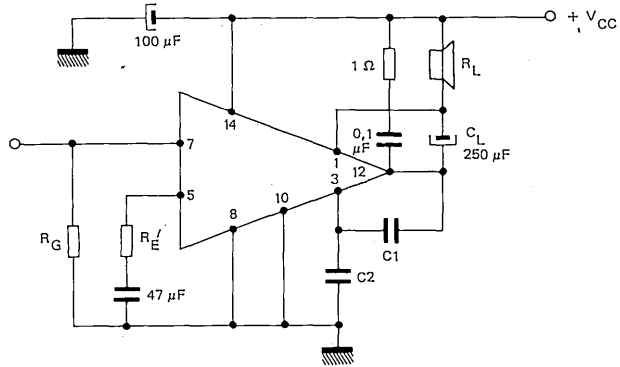 + VCC
100 µF
1 Ω
RL
14
7
0,1
µF
CL
250 µF
1
12
3
5
10
8
RG
RE
C1
C2
47 µF